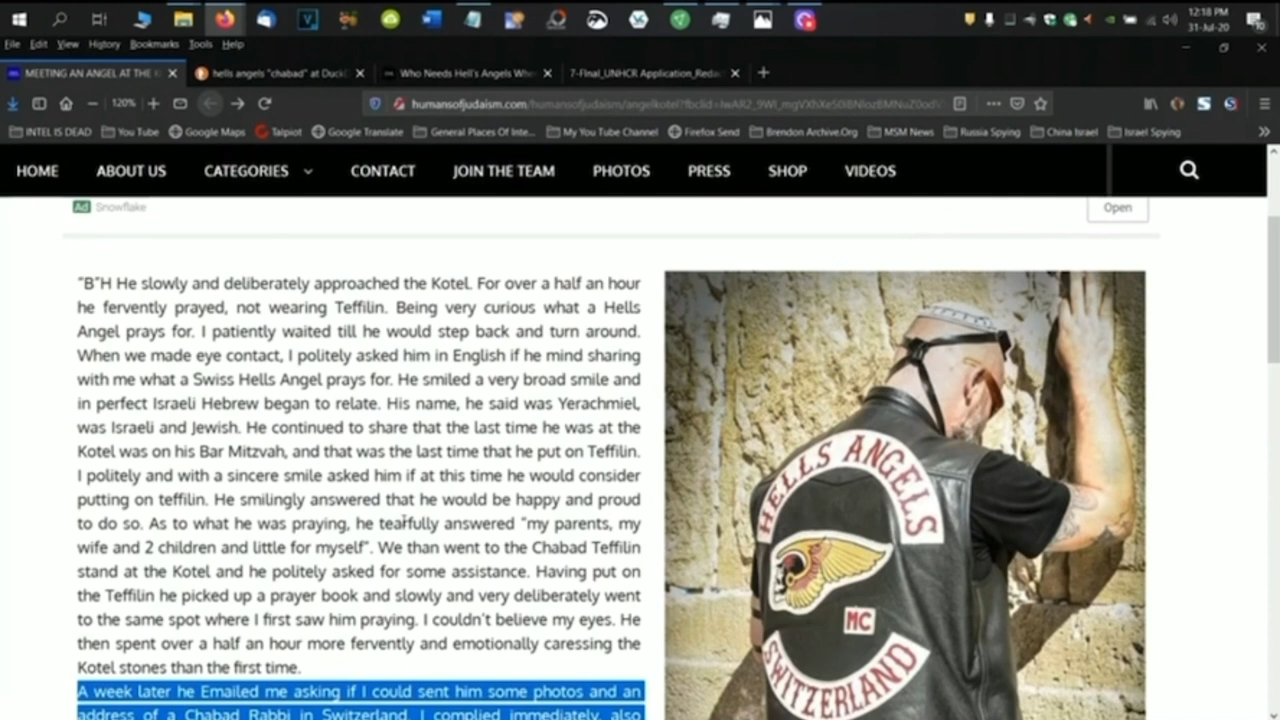 12:18 PM
31-Jul-20
File Edit View History Bookmarks Tools Help
MEETING AN ANGEL AT THE
hells angels "chabad" at Duck
Who Needs Hell's Angels Wh
7-FInal_UNHCR Application_Reda
120%
humansofjudaism.com/humansofjudaism/angelkotel?fbclid=
INTEL IS DEAD You Tube Google Maps Talpiot Google Translate General Places Of Inte... My You Tube Channel Firefox Send Brendon Archive.Org MSM News Russia Spying China Israel Israel Spying
HOME ABOUT US CATEGORIES CONTACT JOIN THE TEAM PHOTOS PRESS SHOP VIDEOS
Ad Snowflake
Open
"B"H He slowly and deliberately approached the Kotel. For over a half an hour
he fervently prayed, not wearing Teffilin. Being very curious what a Hells
Angel prays for. I patiently waited till he would step back and turn around.
When we made eye contact, I politely asked him in English if he mind sharing
with me what a Swiss Hells Angel prays for. He smiled a very broad smile and
in perfect Israeli Hebrew began to relate. His name, he said was Yerachmiel,
was Israeli and Jewish. He continued to share that the last time he was at the
Kotel was on his Bar Mitzvah, and that was the last time that he put on Teffilin.
I politely and with a sincere smile asked him if at this time he would consider
putting on teffilin. He smilingly answered that he would be happy and proud
to do so. As to what he was praying, he tearfully answered "my parents, my
wife and 2 children and little for myself". We than went to the Chabad Teffilin
stand at the Kotel and he politely asked for some assistance. Having put on
the Teffilin he picked up a prayer book and slowly and very deliberately went
to the same spot where I first saw him praying. I couldn't believe my eyes. He
then spent over a half an hour more fervently and emotionally caressing the
Kotel stones than the first time.
A week later he Emailed me asking if I could sent him some photos and an
address of a Chabad Rabbi in Switzerland. I complied immediately, also
HELLS ANGELS
MC
SWITZERLAND